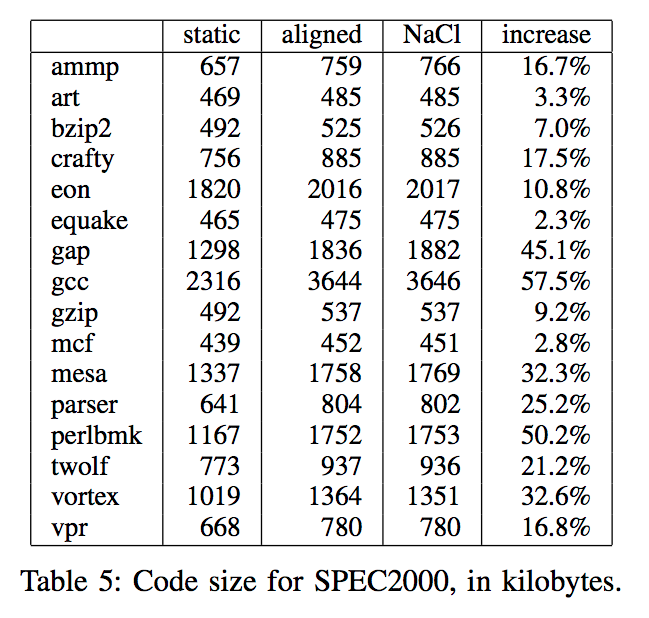 static aligned NaCl increase
ammp 657 759 766 16.7%
art 469 485 485 3.3%
bzip2 492 525 526 7.0%
crafty 756 885 885 17.5%
eon 1820 2016 2017 10.8%
equake 465 475 475 2.3%
gap 1298 1836 1882 45.1%
gcc 2316 3644 3646 57.5%
gzip 492 537 537 9.2%
mcf 439 452 451 2.8%
mesa 1337 1758 1769 32.3%
parser 641 804 802 25.2%
perlbmk 1167 1752 1753 50.2%
twolf 773 937 936 21.2%
vortex 1019 1364 1351 32.6%
vpr 668 780 780 16.8%
Table 5: Code size for SPEC2000, in kilobytes.